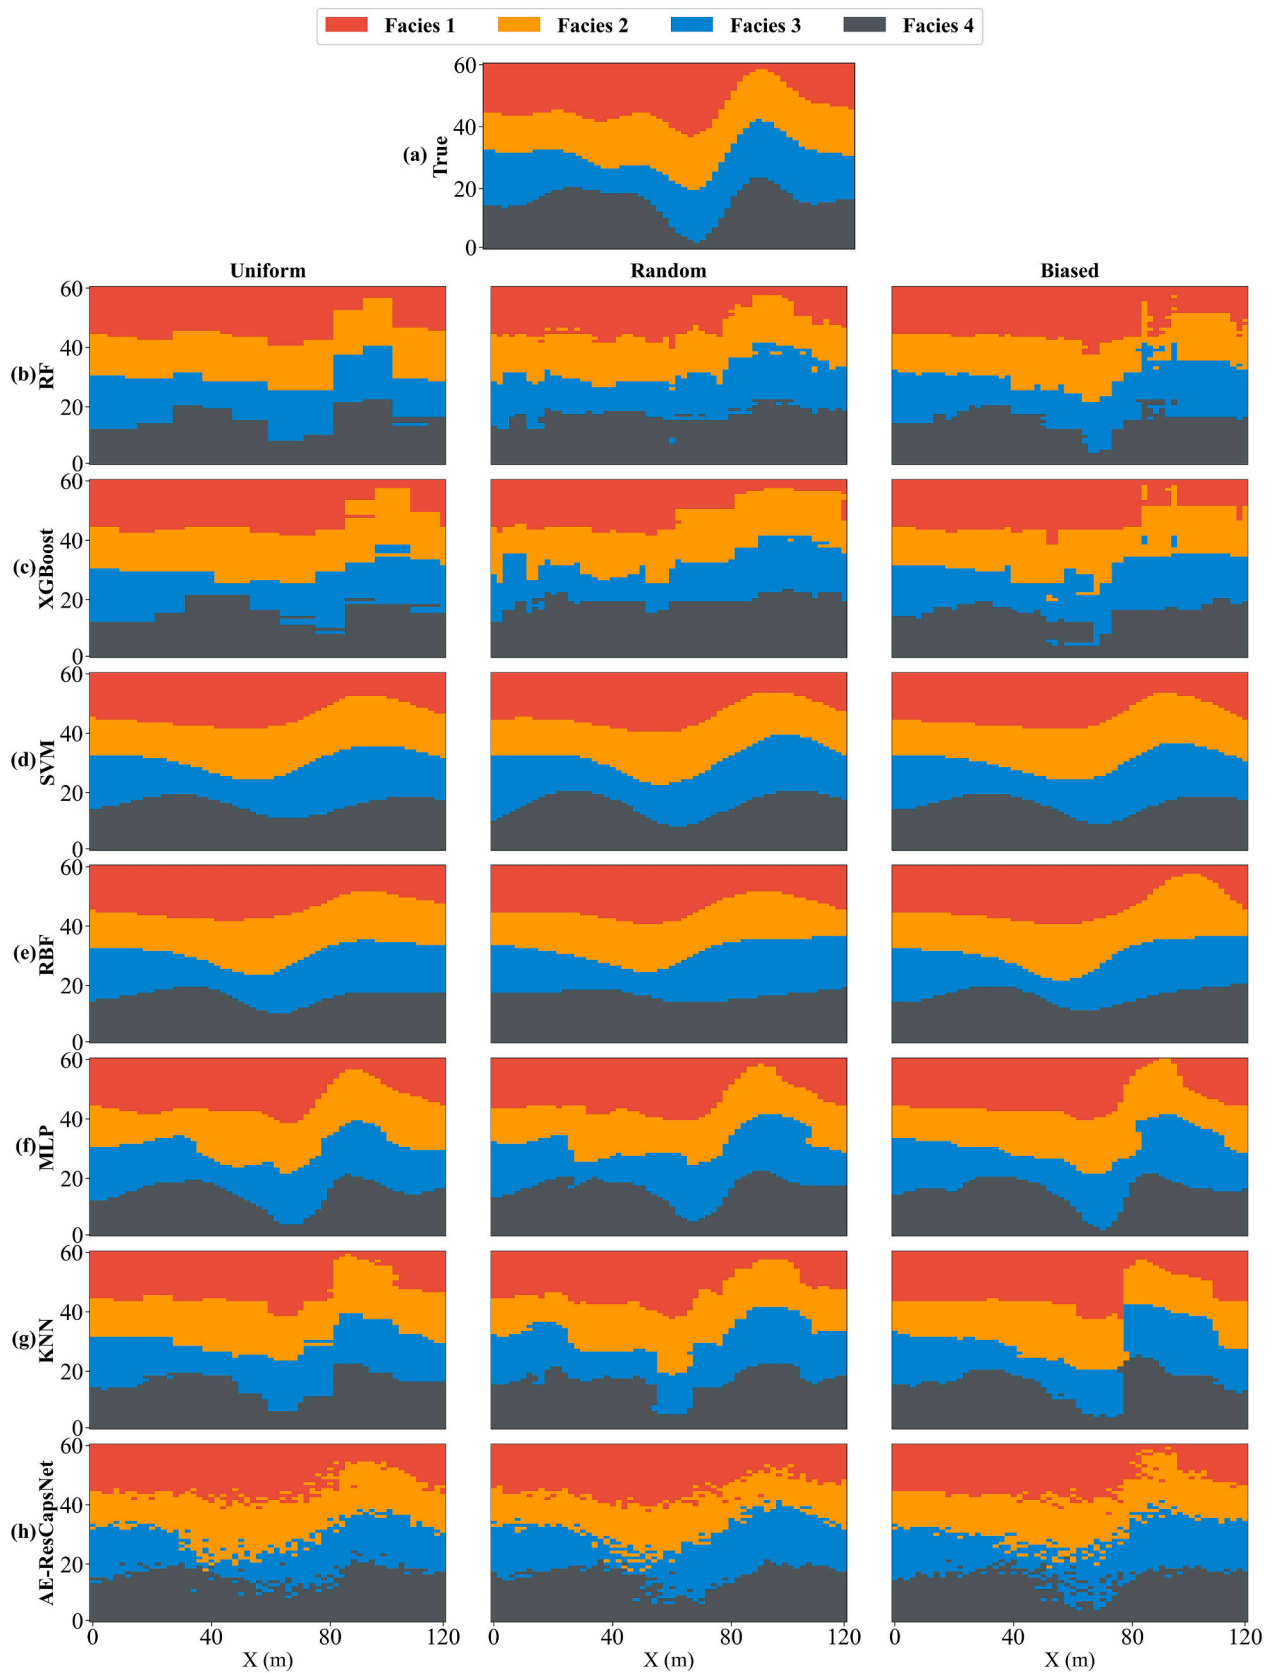 Facies 1 Facies 2 Facies 3 Facies 4
60
40
20
0
(a) True
Uniform Random Biased
60
40
20
0
(b) RF
60
40
20
0
(c) XGBoost
60
40
20
0
(d) SVM
60
40
20
0
(e) RBF
60
40
20
0
(f) MLP
60
40
20
0
(g) KNN
60
40
20
0
(h) AE-ResCapsNet
0 40 80 120 0 40 80 120 0 40 80 120
X (m) X (m) X (m)